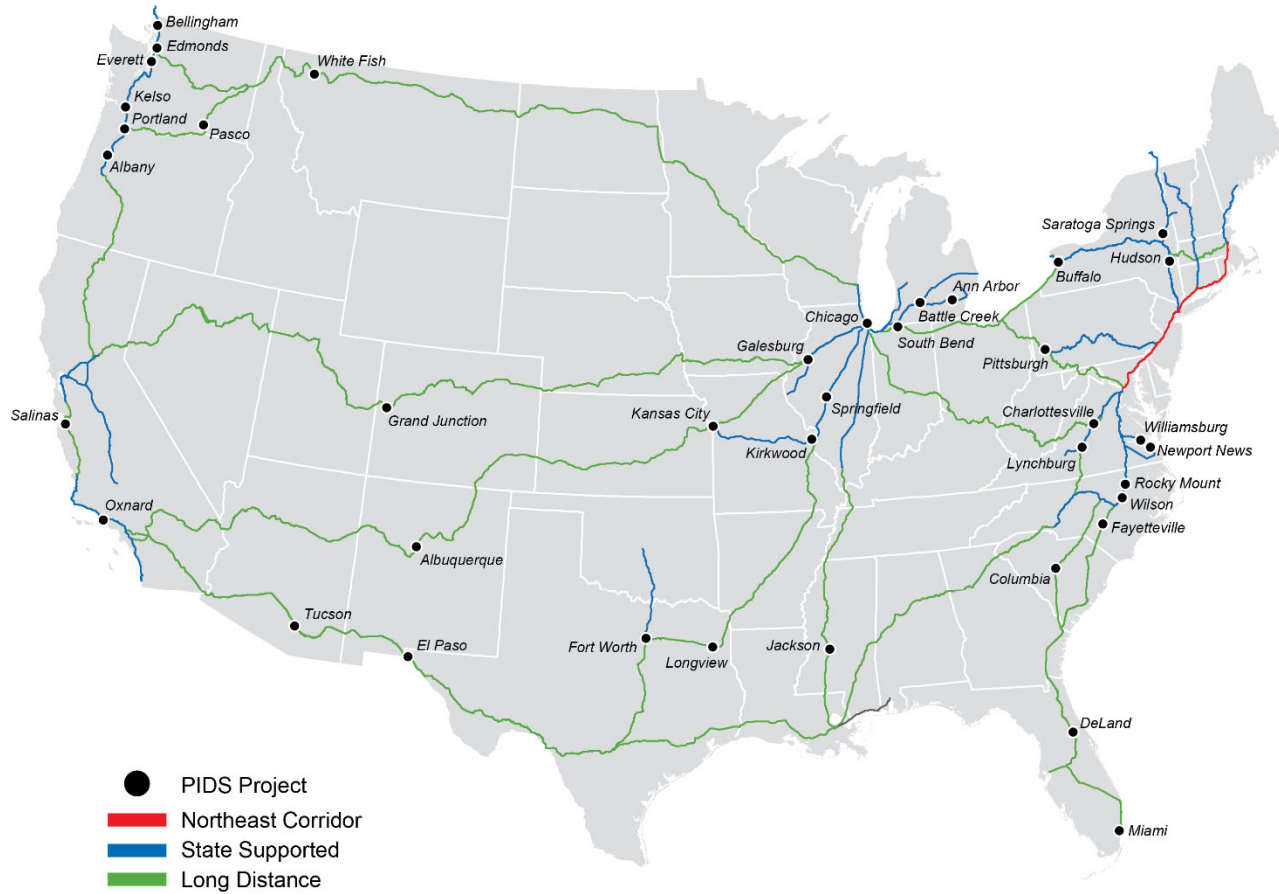 Bellingham
Edmonds
Everett
White Fish
Kelso
Portland
Pasco
Albany
Saratoga Springs
Hudson
Buffalo
Ann Arbor
Battle Creek
Chicago
South Bend
Galesburg
Pittsburgh
Salinas
Grand Junction
Kansas City
Springfield
Charlottesville
Williamsburg
Kirkwood
Lynchburg
Newport News
Rocky Mount
Wilson
Oxnard
Fayetteville
Albuquerque
Columbia
Tucson
El Paso
Fort Worth
Longview
Jackson
DeLand
Miami
PIDS Project
Northeast Corridor
State Supported
Long Distance